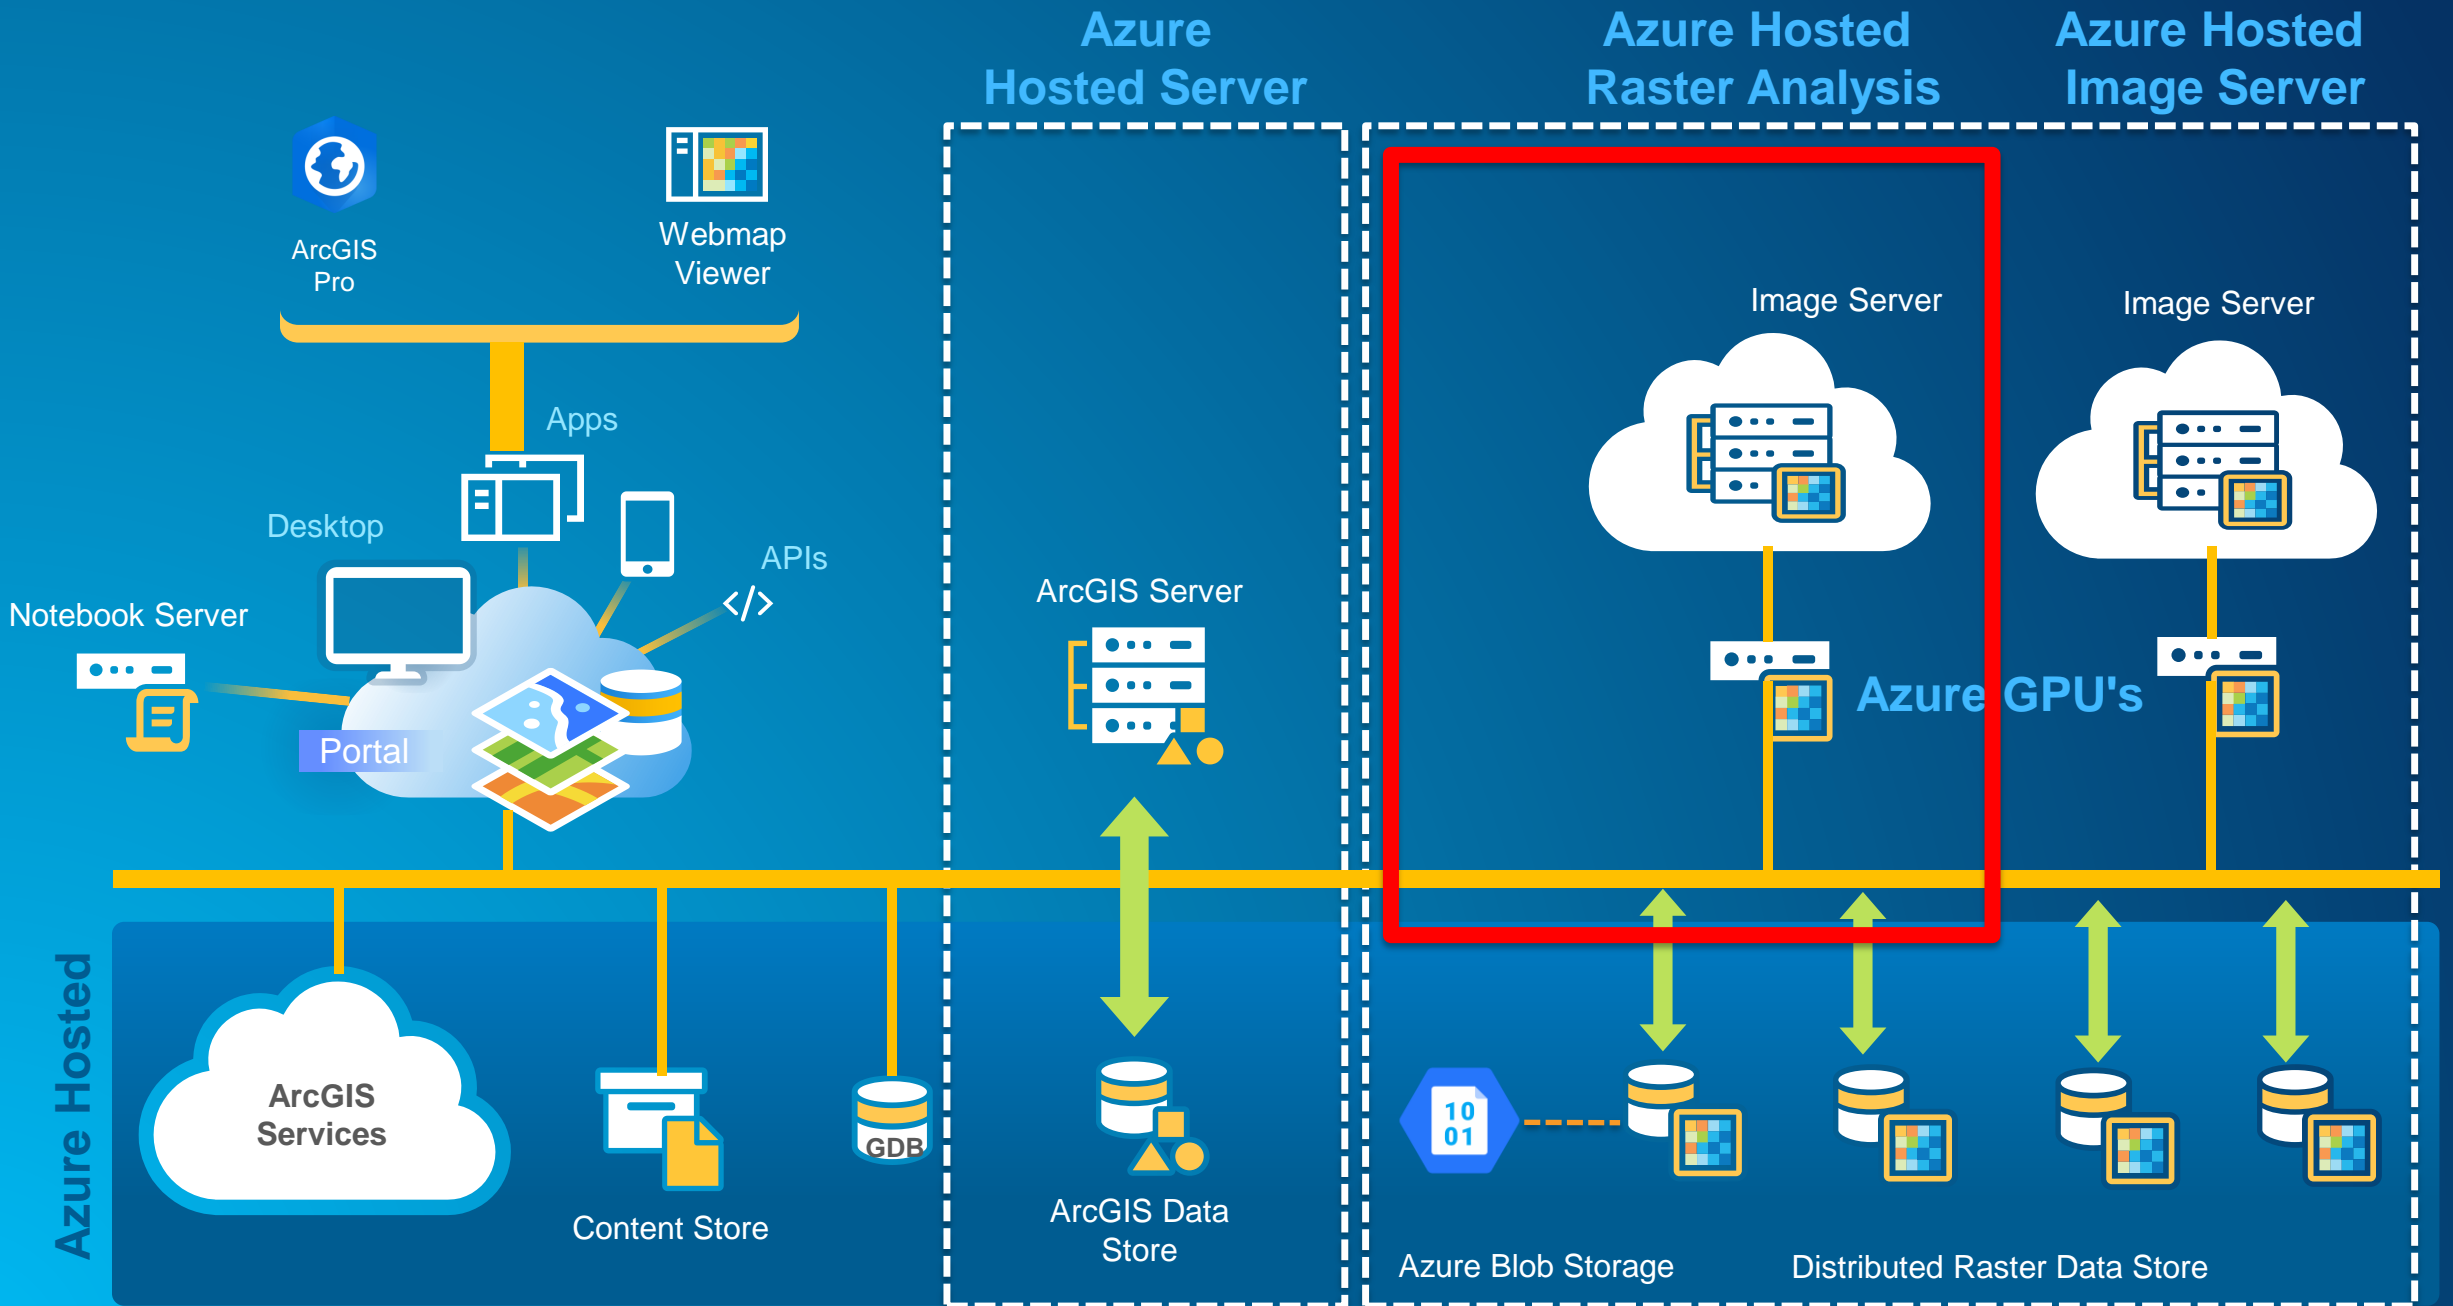 Azure
Hosted Server
Azure Hosted
Raster Analysis
Azure Hosted
Image Server
ArcGIS
Pro
Webmap
Viewer
Image Server
Image Server
Apps
Desktop
APIs
Notebook Server
ArcGIS Server
Azure GPU's
Portal
Azure Hosted
ArcGIS
Services
GDB
10
01
Content Store
ArcGIS Data
Store
Azure Blob Storage
Distributed Raster Data Store